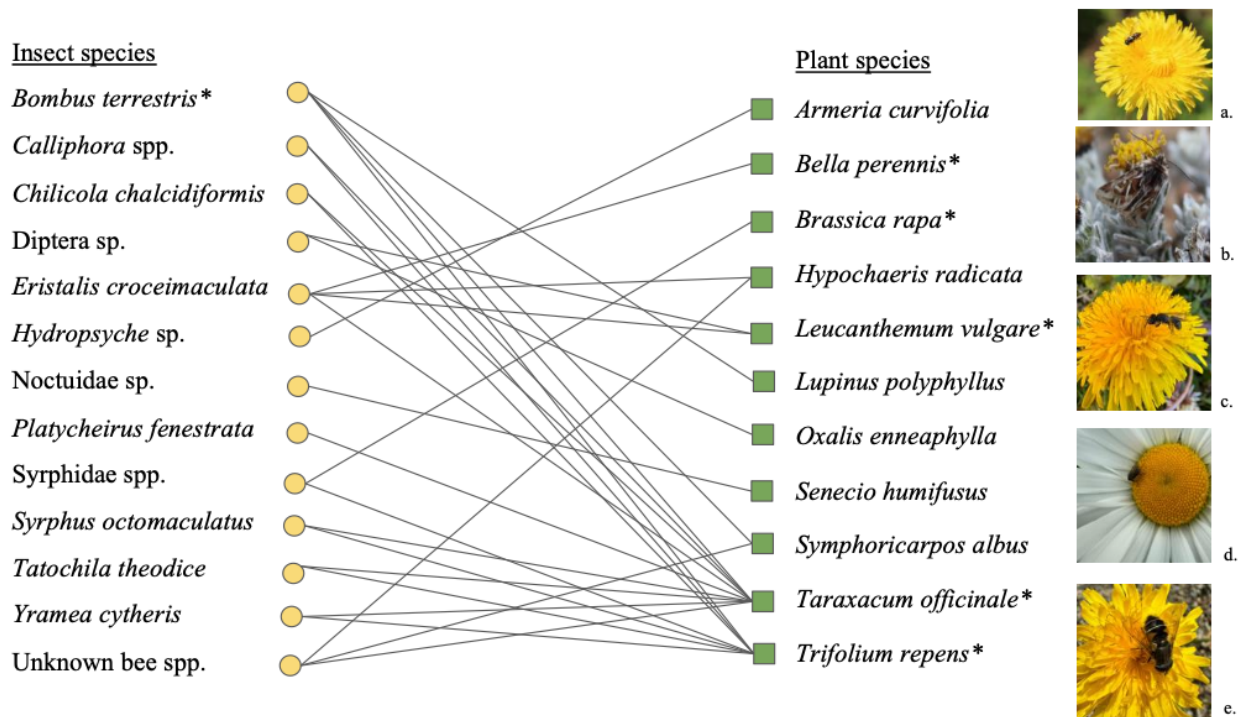 Insect species
Bombus terrestris*
Calliphora spp.
Chilicola chalcidiformis
Diptera sp.
Eristalis croceimaculata
Hydropsyche sp.
Noctuidae sp.
Platycheirus fenestrata
Syrphidae spp.
Syrphus octomaculatus
Tatochila theodice
Yramea cytheris
Unknown bee spp.
Plant species
Armeria curvifolia
Bella perennis*
Brassica rapa*
Hypochaeris radicata
Leucanthemum vulgare*
Lupinus polyphyllus
Oxalis enneaphylla
Senecio humifusus
Symphoricarpos albus
Taraxacum officinale*
Trifolium repens*
a.
b.
c.
d.
e.